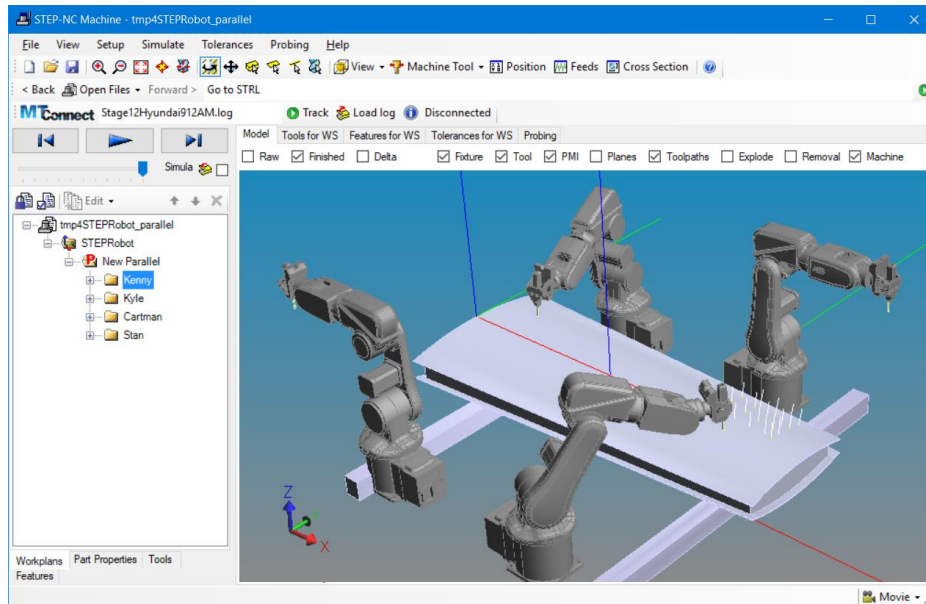 STEP-NC Machine - tmp4STEPRobot_parallel
File View Setup Simulate Tolerances Probing Help
View Machine Tool Position Feeds Cross Section
< Back Open Files Forward > Go to STRL
MTConnect Stage12Hyundai912AM.log Track Load log Disconnected
Model Tools for WS Features for WS Tolerances for WS Probing
Simula
Raw Finished Delta Fixture Tool PMI Planes Toolpaths Explode Removal Machine
Edit
tmp4STEPRobot_parallel
STEPRobot
New Parallel
Kenny
Kyle
Cartman
Stan
Z
Y
X
Workplans Part Properties Tools
Features
Movie